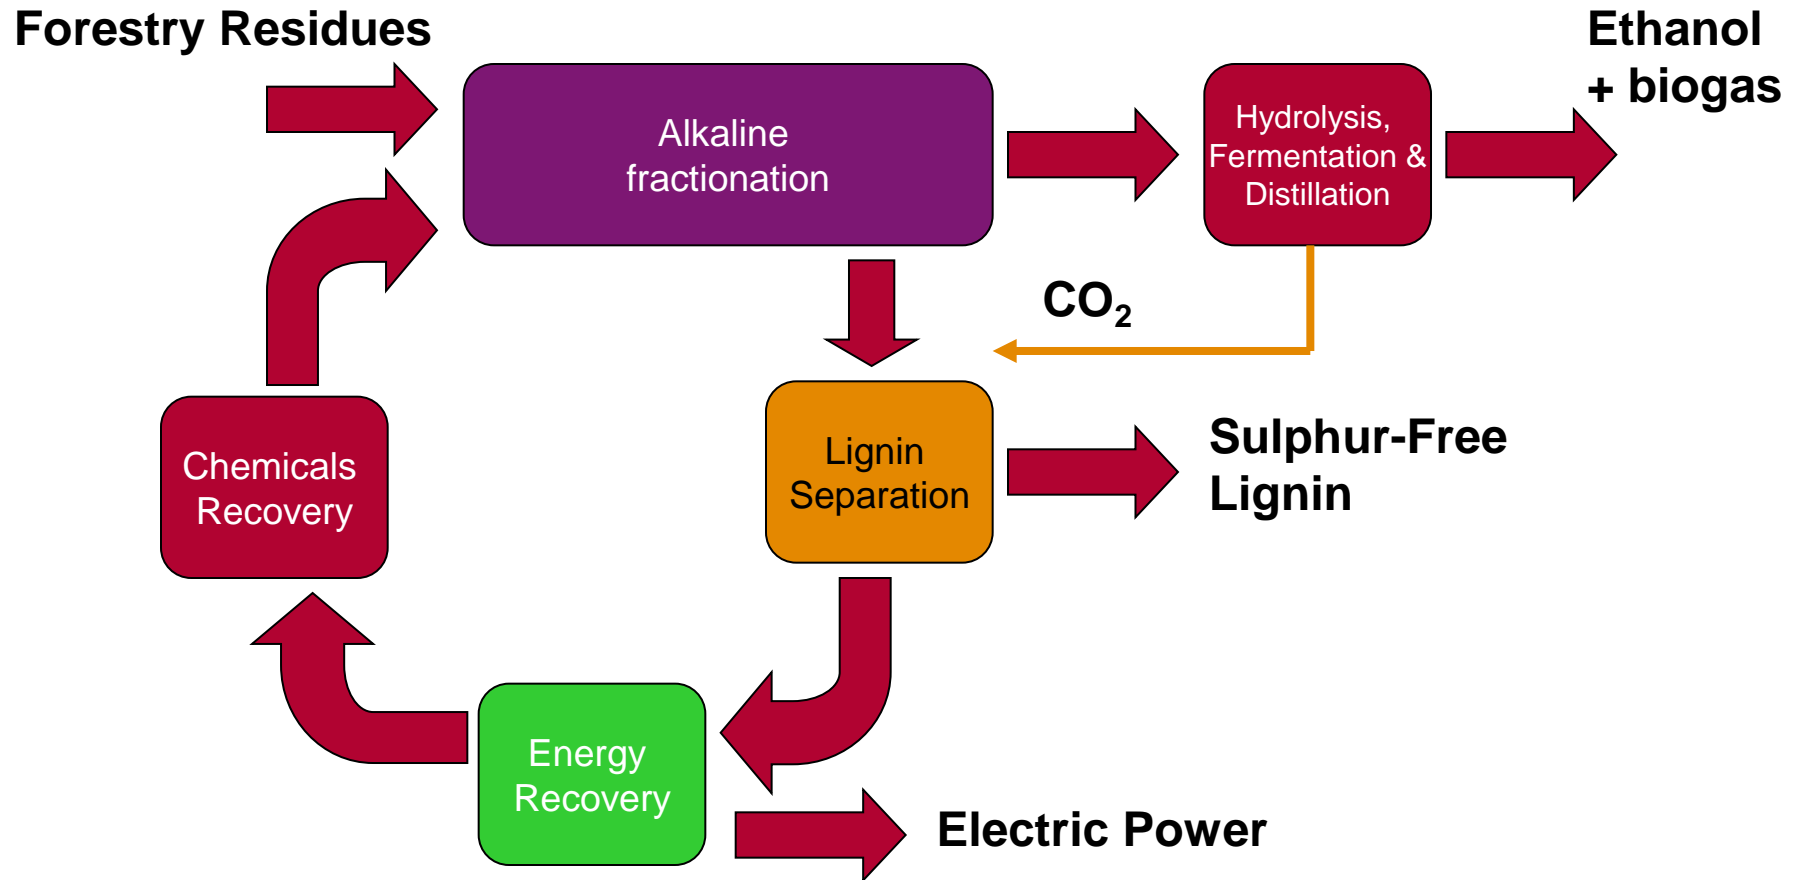 Forestry Residues
Ethanol
+ biogas
Alkaline
fractionation
Hydrolysis,
Fermentation &
Distillation
CO₂
Chemicals
Recovery
Lignin
Separation
Sulphur-Free
Lignin
Energy
Recovery
Electric Power